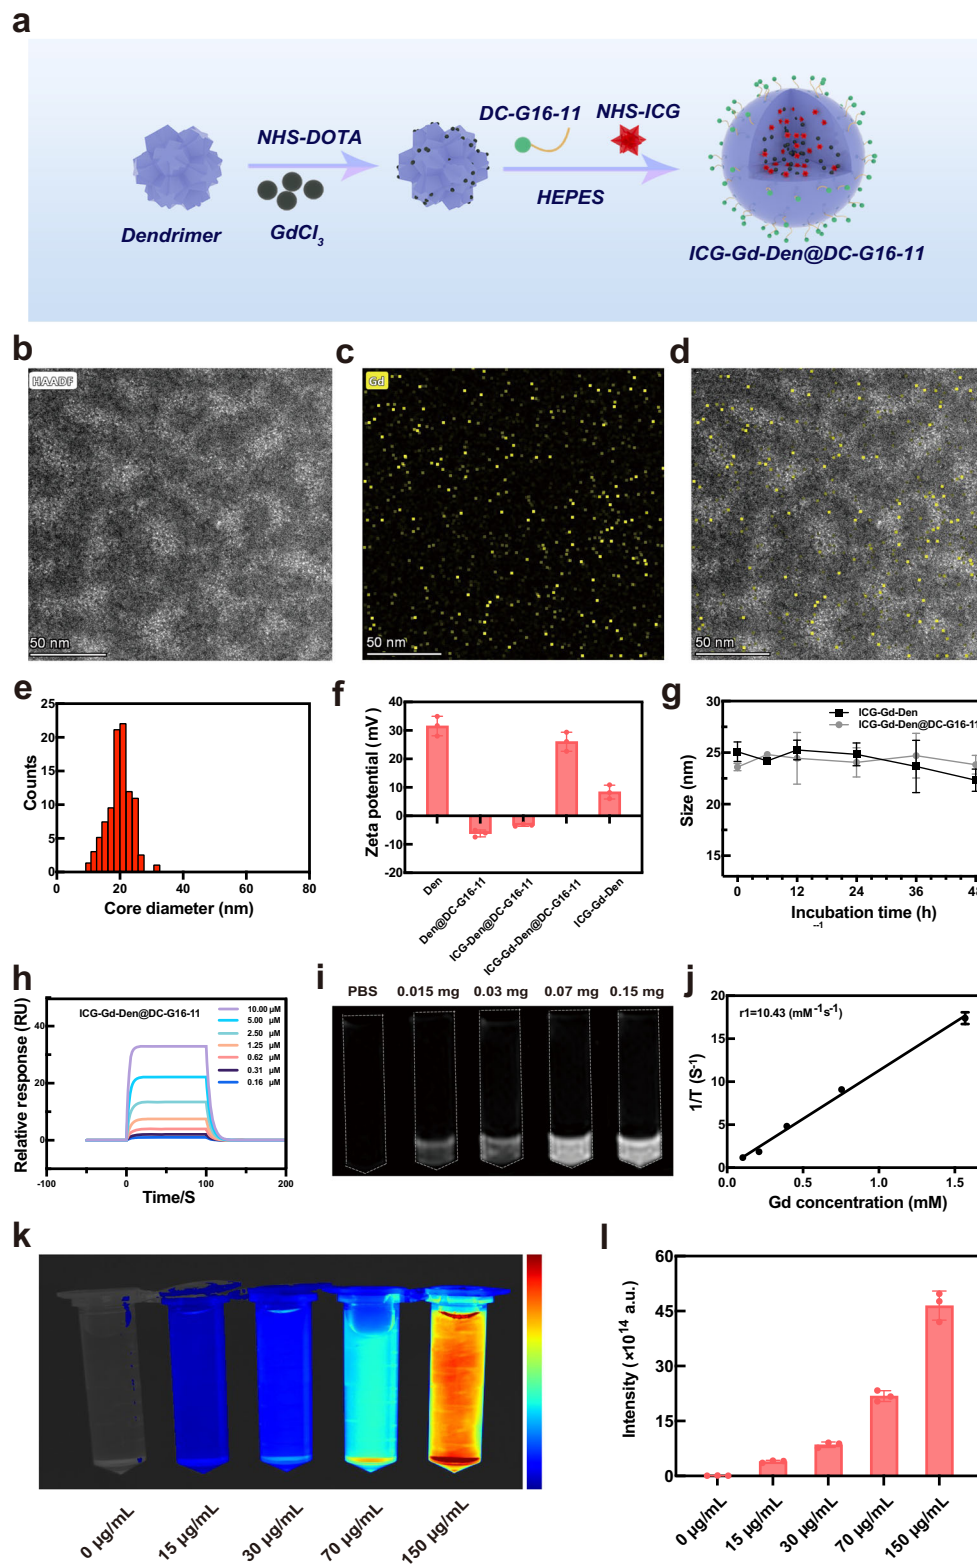 a
NHS-DOTA
DC-G16-11
NHS-ICG
Dendrimer
GdCl3
HEPES
ICG-Gd-Den@DC-G16-11
b
c
d
HAADF
Gd
50 nm
50 nm
50 nm
e
f
g
25
20
15
10
5
0
Counts
0
20
40
60
80
Core diameter (nm)
40
30
20
10
0
-10
-20
Zeta potential (mV)
Den
Den@DC-G16-11
ICG-Den@DC-G16-11
ICG-Gd-Den@DC-G16-11
ICG-Gd-Den
ICG-Gd-Den
ICG-Gd-Den@DC-G16-11
30
25
20
15
Size (nm)
0
12
24
36
48
Incubation time (h)
--1
h
i
j
ICG-Gd-Den@DC-G16-11
10.00 μM
5.00 μM
2.50 μM
1.25 μM
0.62 μM
0.31 μM
0.16 μM
40
20
0
Relative response (RU)
-100
0
100
200
Time/S
PBS
0.015 mg
0.03 mg
0.07 mg
0.15 mg
r1=10.43 (mM-1s-1)
20
15
10
5
0
1/T (S-1)
0.0
0.5
1.0
1.5
Gd concentration (mM)
k
l
0 μg/mL
15 μg/mL
30 μg/mL
70 μg/mL
150 μg/mL
60
45
30
15
0
Intensity (×10¹⁴ a.u.)
0 μg/mL
15 μg/mL
30 μg/mL
70 μg/mL
150 μg/mL